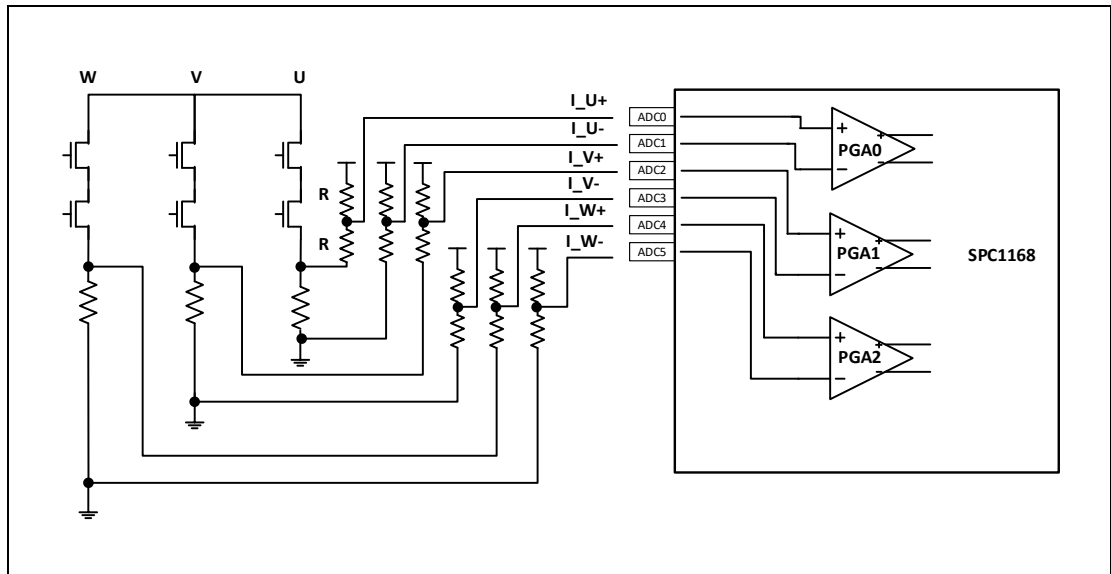 W V U
I_U+ ADC0
I_U- ADC1
I_V+ ADC2
I_V- ADC3
I_W+ ADC4
I_W- ADC5
R
R
+ + PGA0 - -
+ + PGA1 - -
+ + PGA2 - -
SPC1168